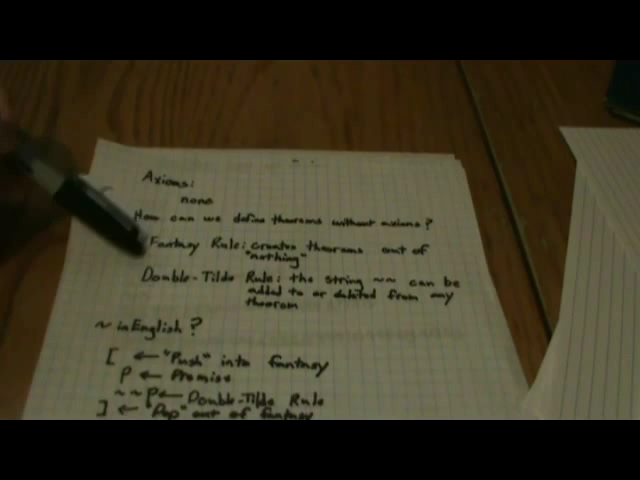 Axioms:
none
How can we define theorems without axioms?
Fantasy Rule: creates theorems out of
"nothing"
Double-Tilde Rule: the string ~~ can be
added to or deleted from any
theorem
~ in English?
[ ← "Push" into fantasy
P ← Premise
~~P ← Double-Tilde Rule
] ← "Pop" out of fantasy